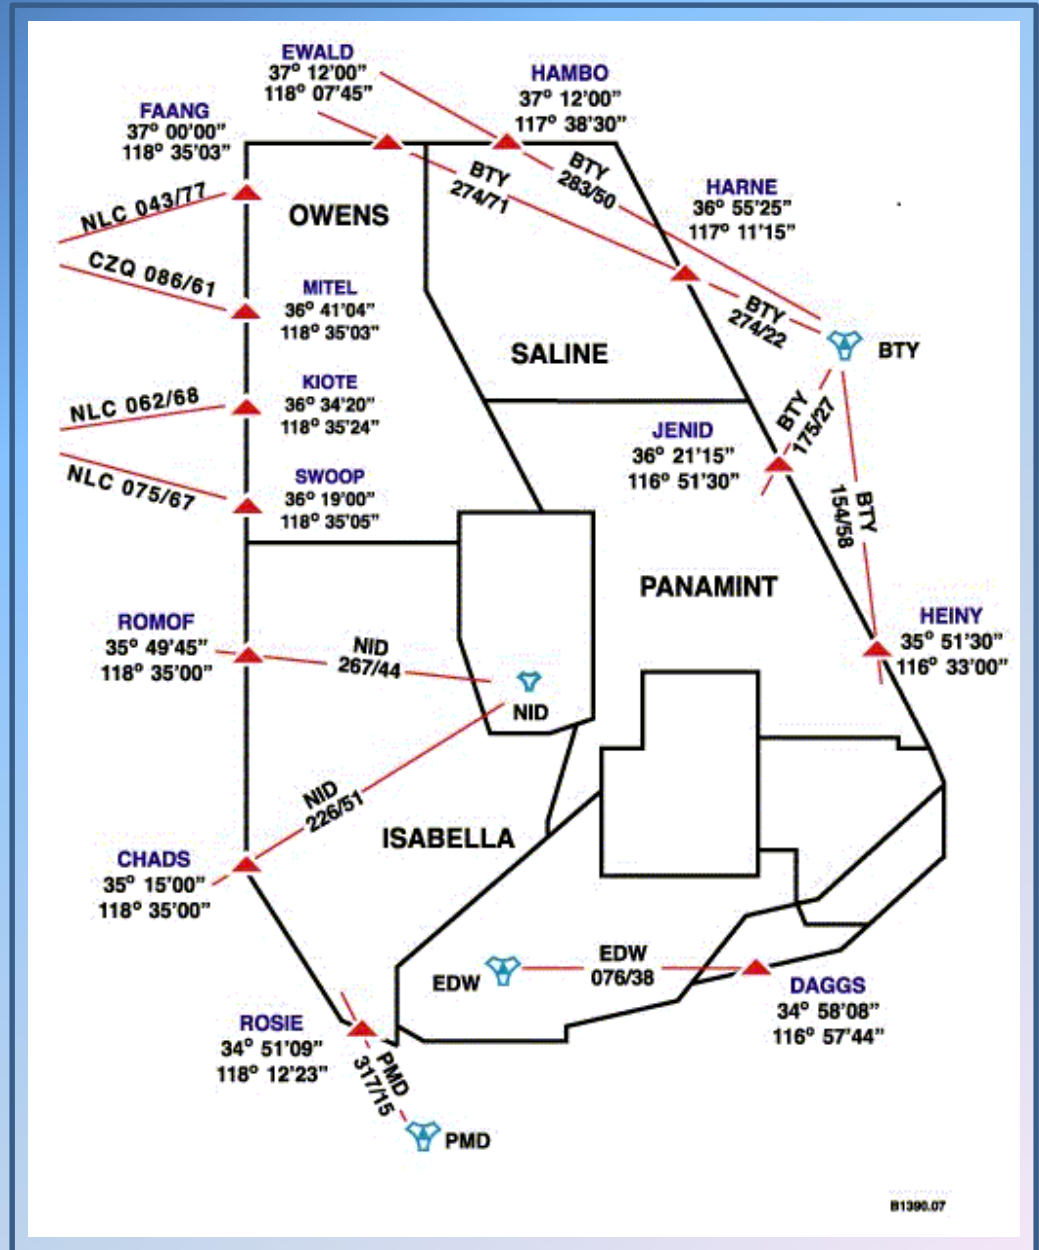 EWALD
37° 12’00”
118° 07’45”
HAMBO
37° 12’00”
117° 38’30”
FAANG
37° 00’00”
118° 35’03”
BTY
274/71
BTY
283/50
HARNE
36° 55’25”
117° 11’15”
NLC 043/77
OWENS
CZQ 086/61
MITEL
36° 41’04”
118° 35’03”
BTY
274/22
SALINE
BTY
KIOTE
36° 34’20”
118° 35’24”
NLC 062/68
BTY
175/27
JENID
36° 21’15”
116° 51’30”
NLC 075/67
SWOOP
36° 19’00”
118° 35’05”
BTY
154/58
PANAMINT
ROMOF
35° 49’45”
118° 35’00”
NID
267/44
HEINY
35° 51’30”
116° 33’00”
NID
NID
226/51
ISABELLA
CHADS
35° 15’00”
118° 35’00”
EDW
EDW
076/38
DAGGS
34° 58’08”
116° 57’44”
ROSIE
34° 51’09”
118° 12’23”
PMD
317/15
PMD
B1390.07